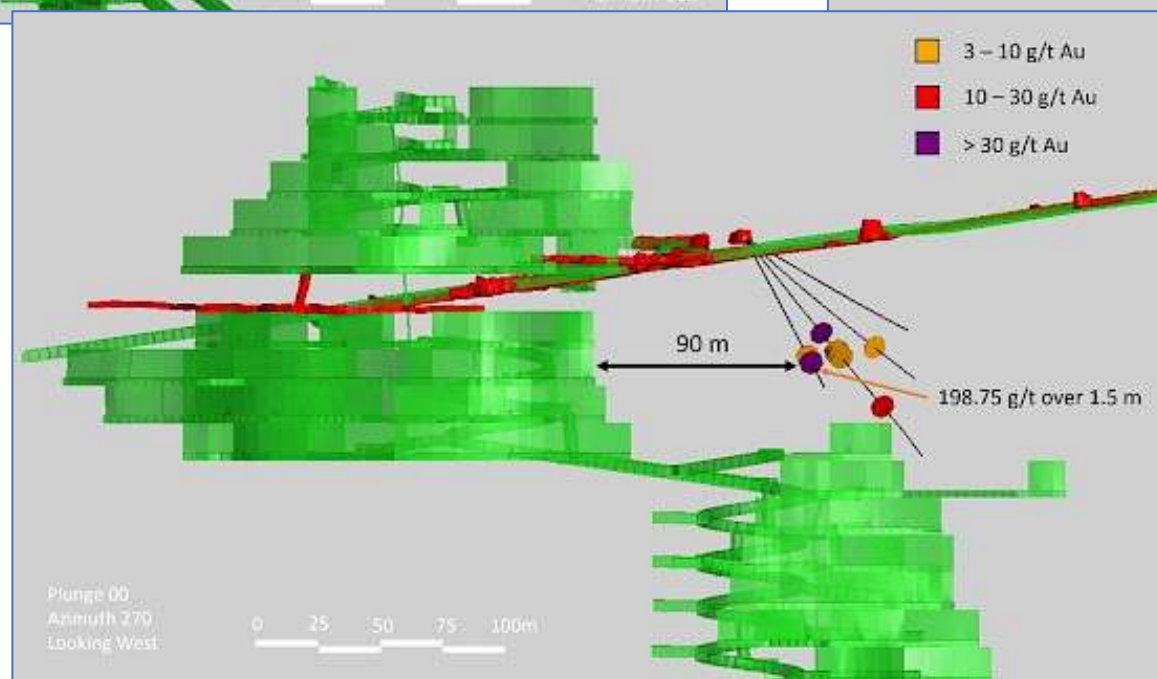 3 – 10 g/t Au
10 – 30 g/t Au
> 30 g/t Au
90 m
198.75 g/t over 1.5 m
Plunge 00
Azimuth 270
Looking West
0 25 50 75 100m